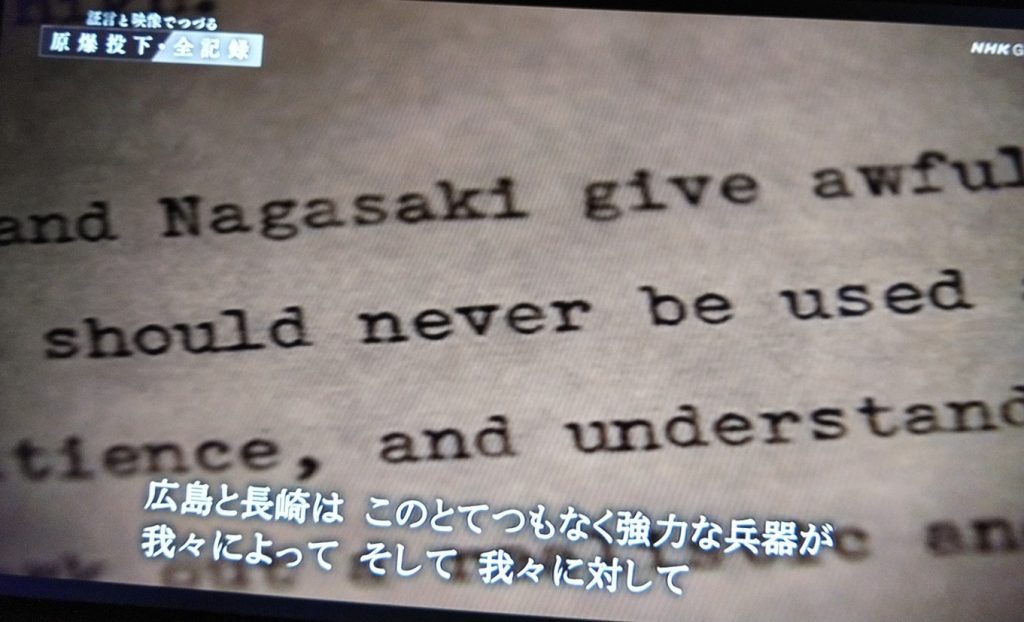 証言と映像でつづる
原爆投下・全記録
NHK G
and Nagasaki give awful
should never be used
tience, and understand
広島と長崎は このとてつもなく強力な兵器が
我々によって そして 我々に対して